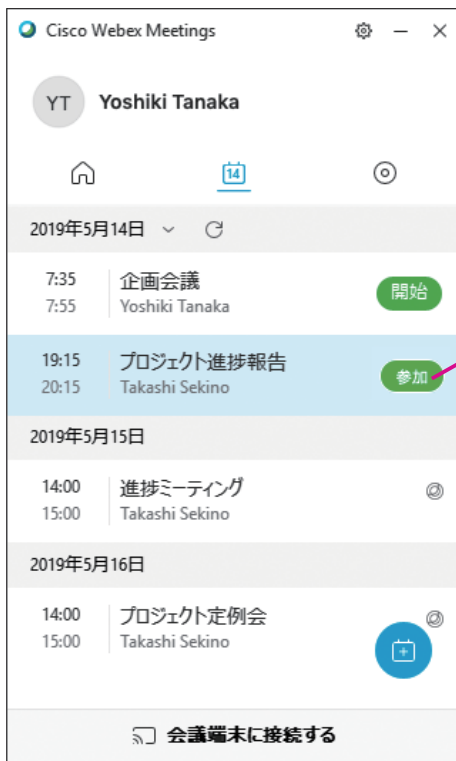 Cisco Webex Meetings
YT Yoshiki Tanaka
14
2019年5月14日
7:35 企画会議 開始
7:55 Yoshiki Tanaka
19:15 プロジェクト進捗報告 参加
20:15 Takashi Sekino
2019年5月15日
14:00 進捗ミーティング
15:00 Takashi Sekino
2019年5月16日
14:00 プロジェクト定例会
15:00 Takashi Sekino
会議端末に接続する